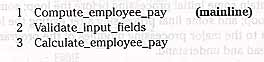 1 Compute_employee_pay (mainline)
2 Validate_input_fields
3 Calculate_employee_pay